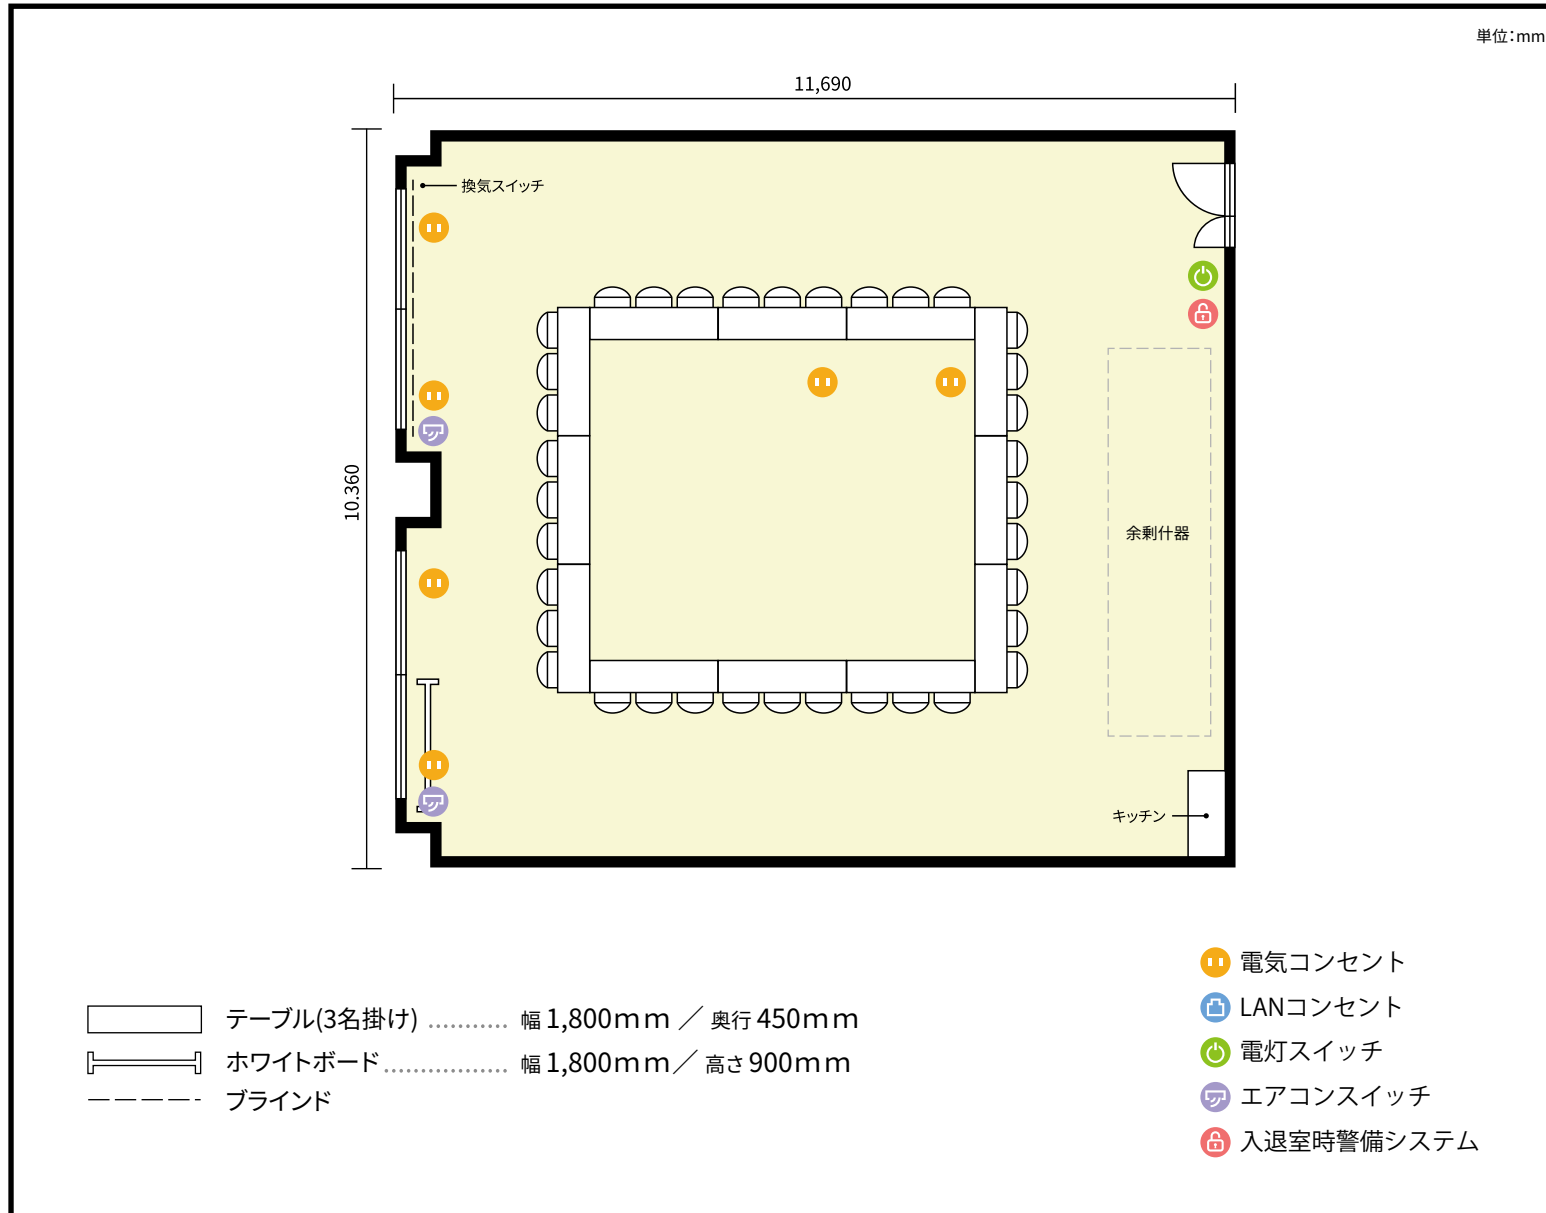 単位：mm
11,690
換気スイッチ
10.360
余剰什器
キッチン
電気コンセント
LANコンセント
電灯スイッチ
エアコンスイッチ
入退室時警備システム
テーブル(3名掛け) ........... 幅 1,800mm ／ 奥行 450mm
ホワイトボード ................. 幅 1,800mm ／ 高さ 900mm
ブラインド